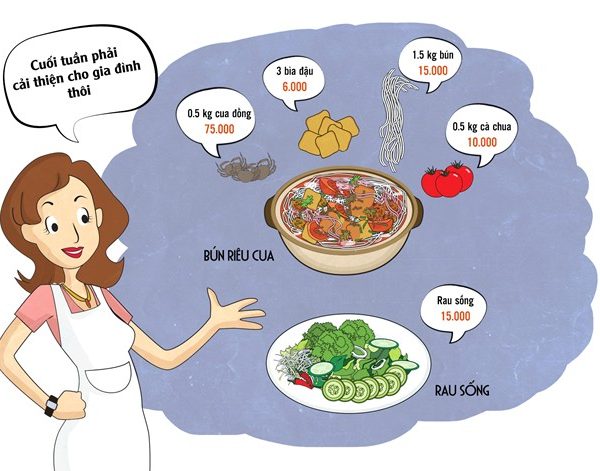 Cuối tuần phải
cải thiện cho gia đình
thôi
3 bìa đậu
6.000
1.5 kg bún
15.000
0.5 kg cua đồng
75.000
0.5 kg cà chua
10.000
BÚN RIÊU CUA
Rau sống
15.000
RAU SỐNG